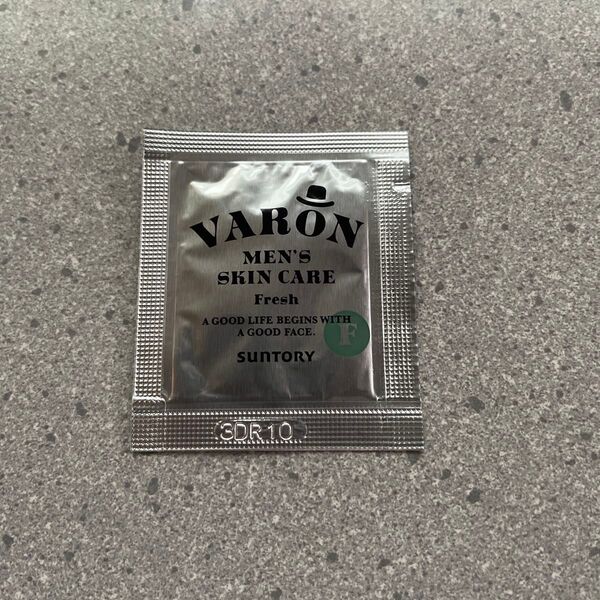 VARON
MEN'S
SKIN CARE
Fresh
A GOOD LIFE BEGINS WITH
A GOOD FACE.
F
SUNTORY
3DR10